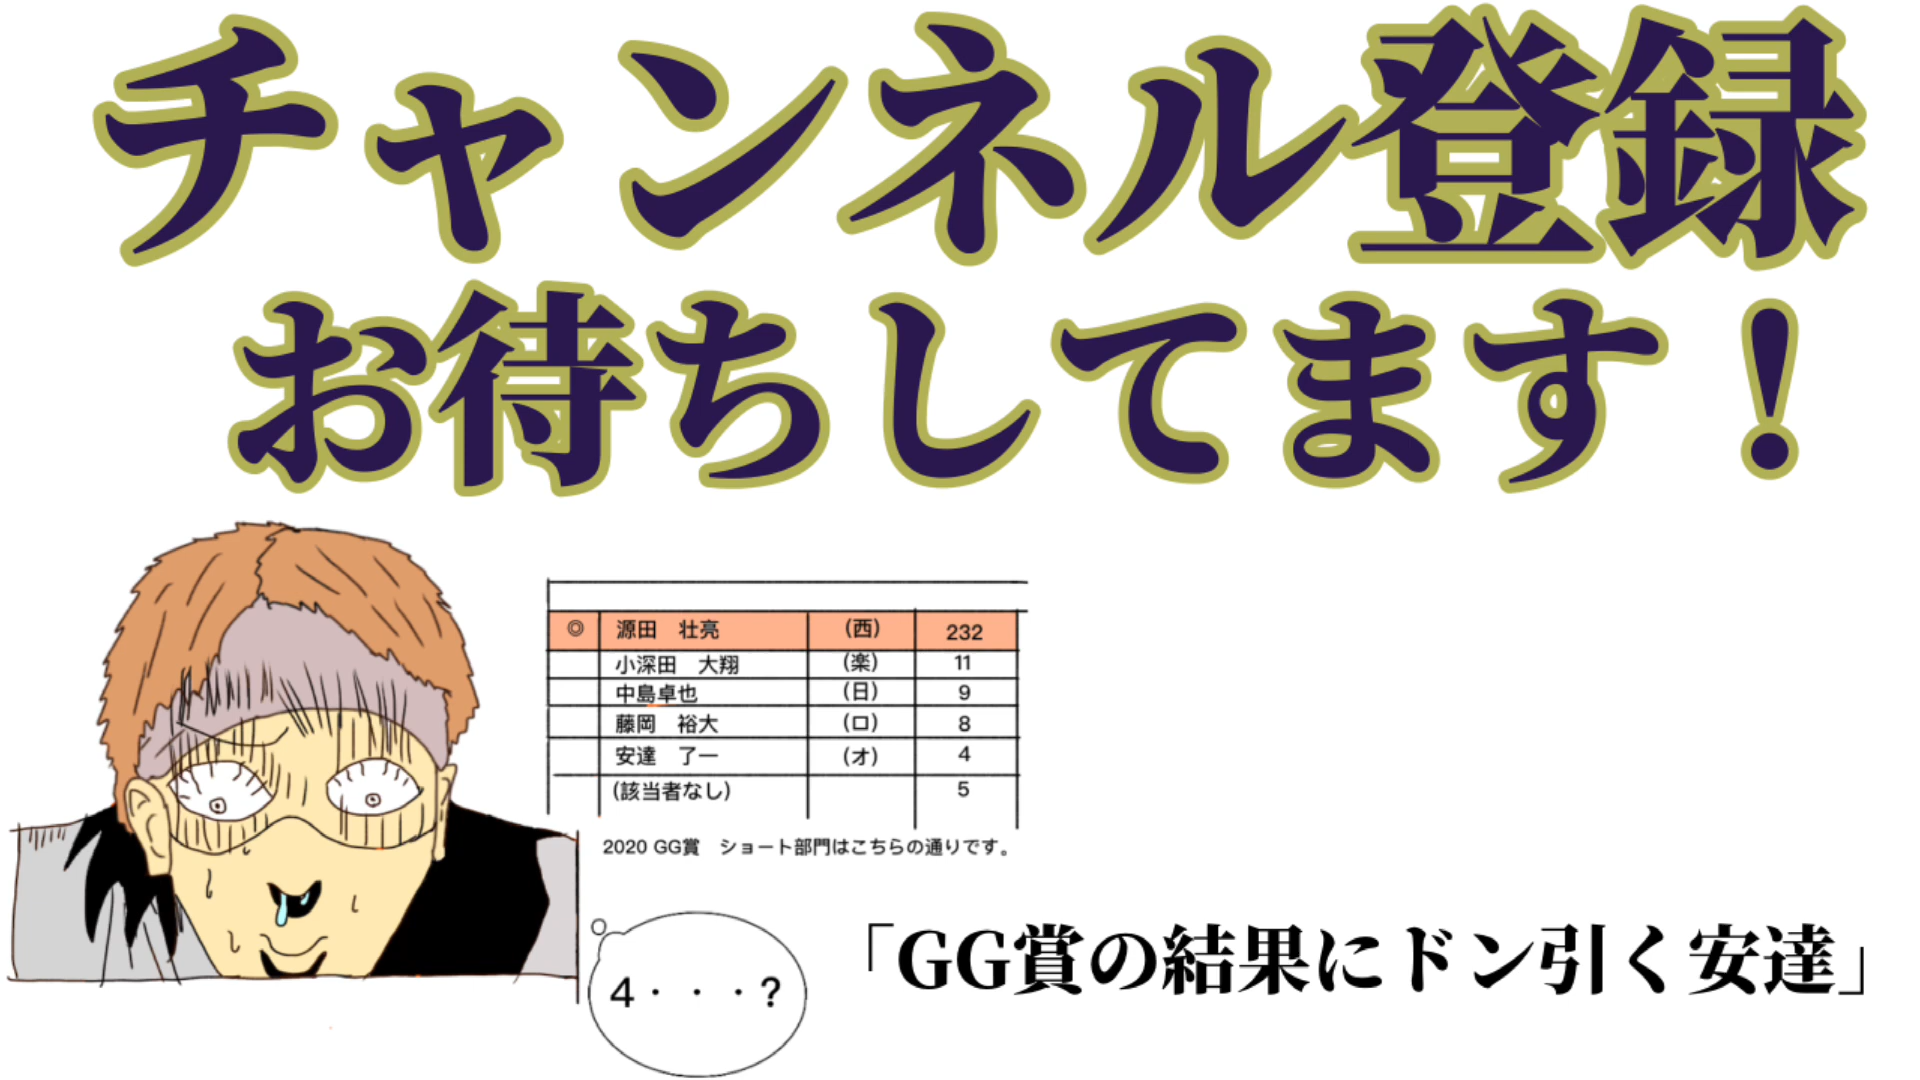 チャンネル登録
お待ちしてます！
◎ 源田 壮亮 (西) 232
小深田 大翔 (楽) 11
中島卓也 (日) 9
藤岡 裕大 (ロ) 8
安達 了一 (オ) 4
(該当者なし) 5
2020 GG賞 ショート部門はこちらの通りです。
4・・・?
「GG賞の結果にドン引く安達」